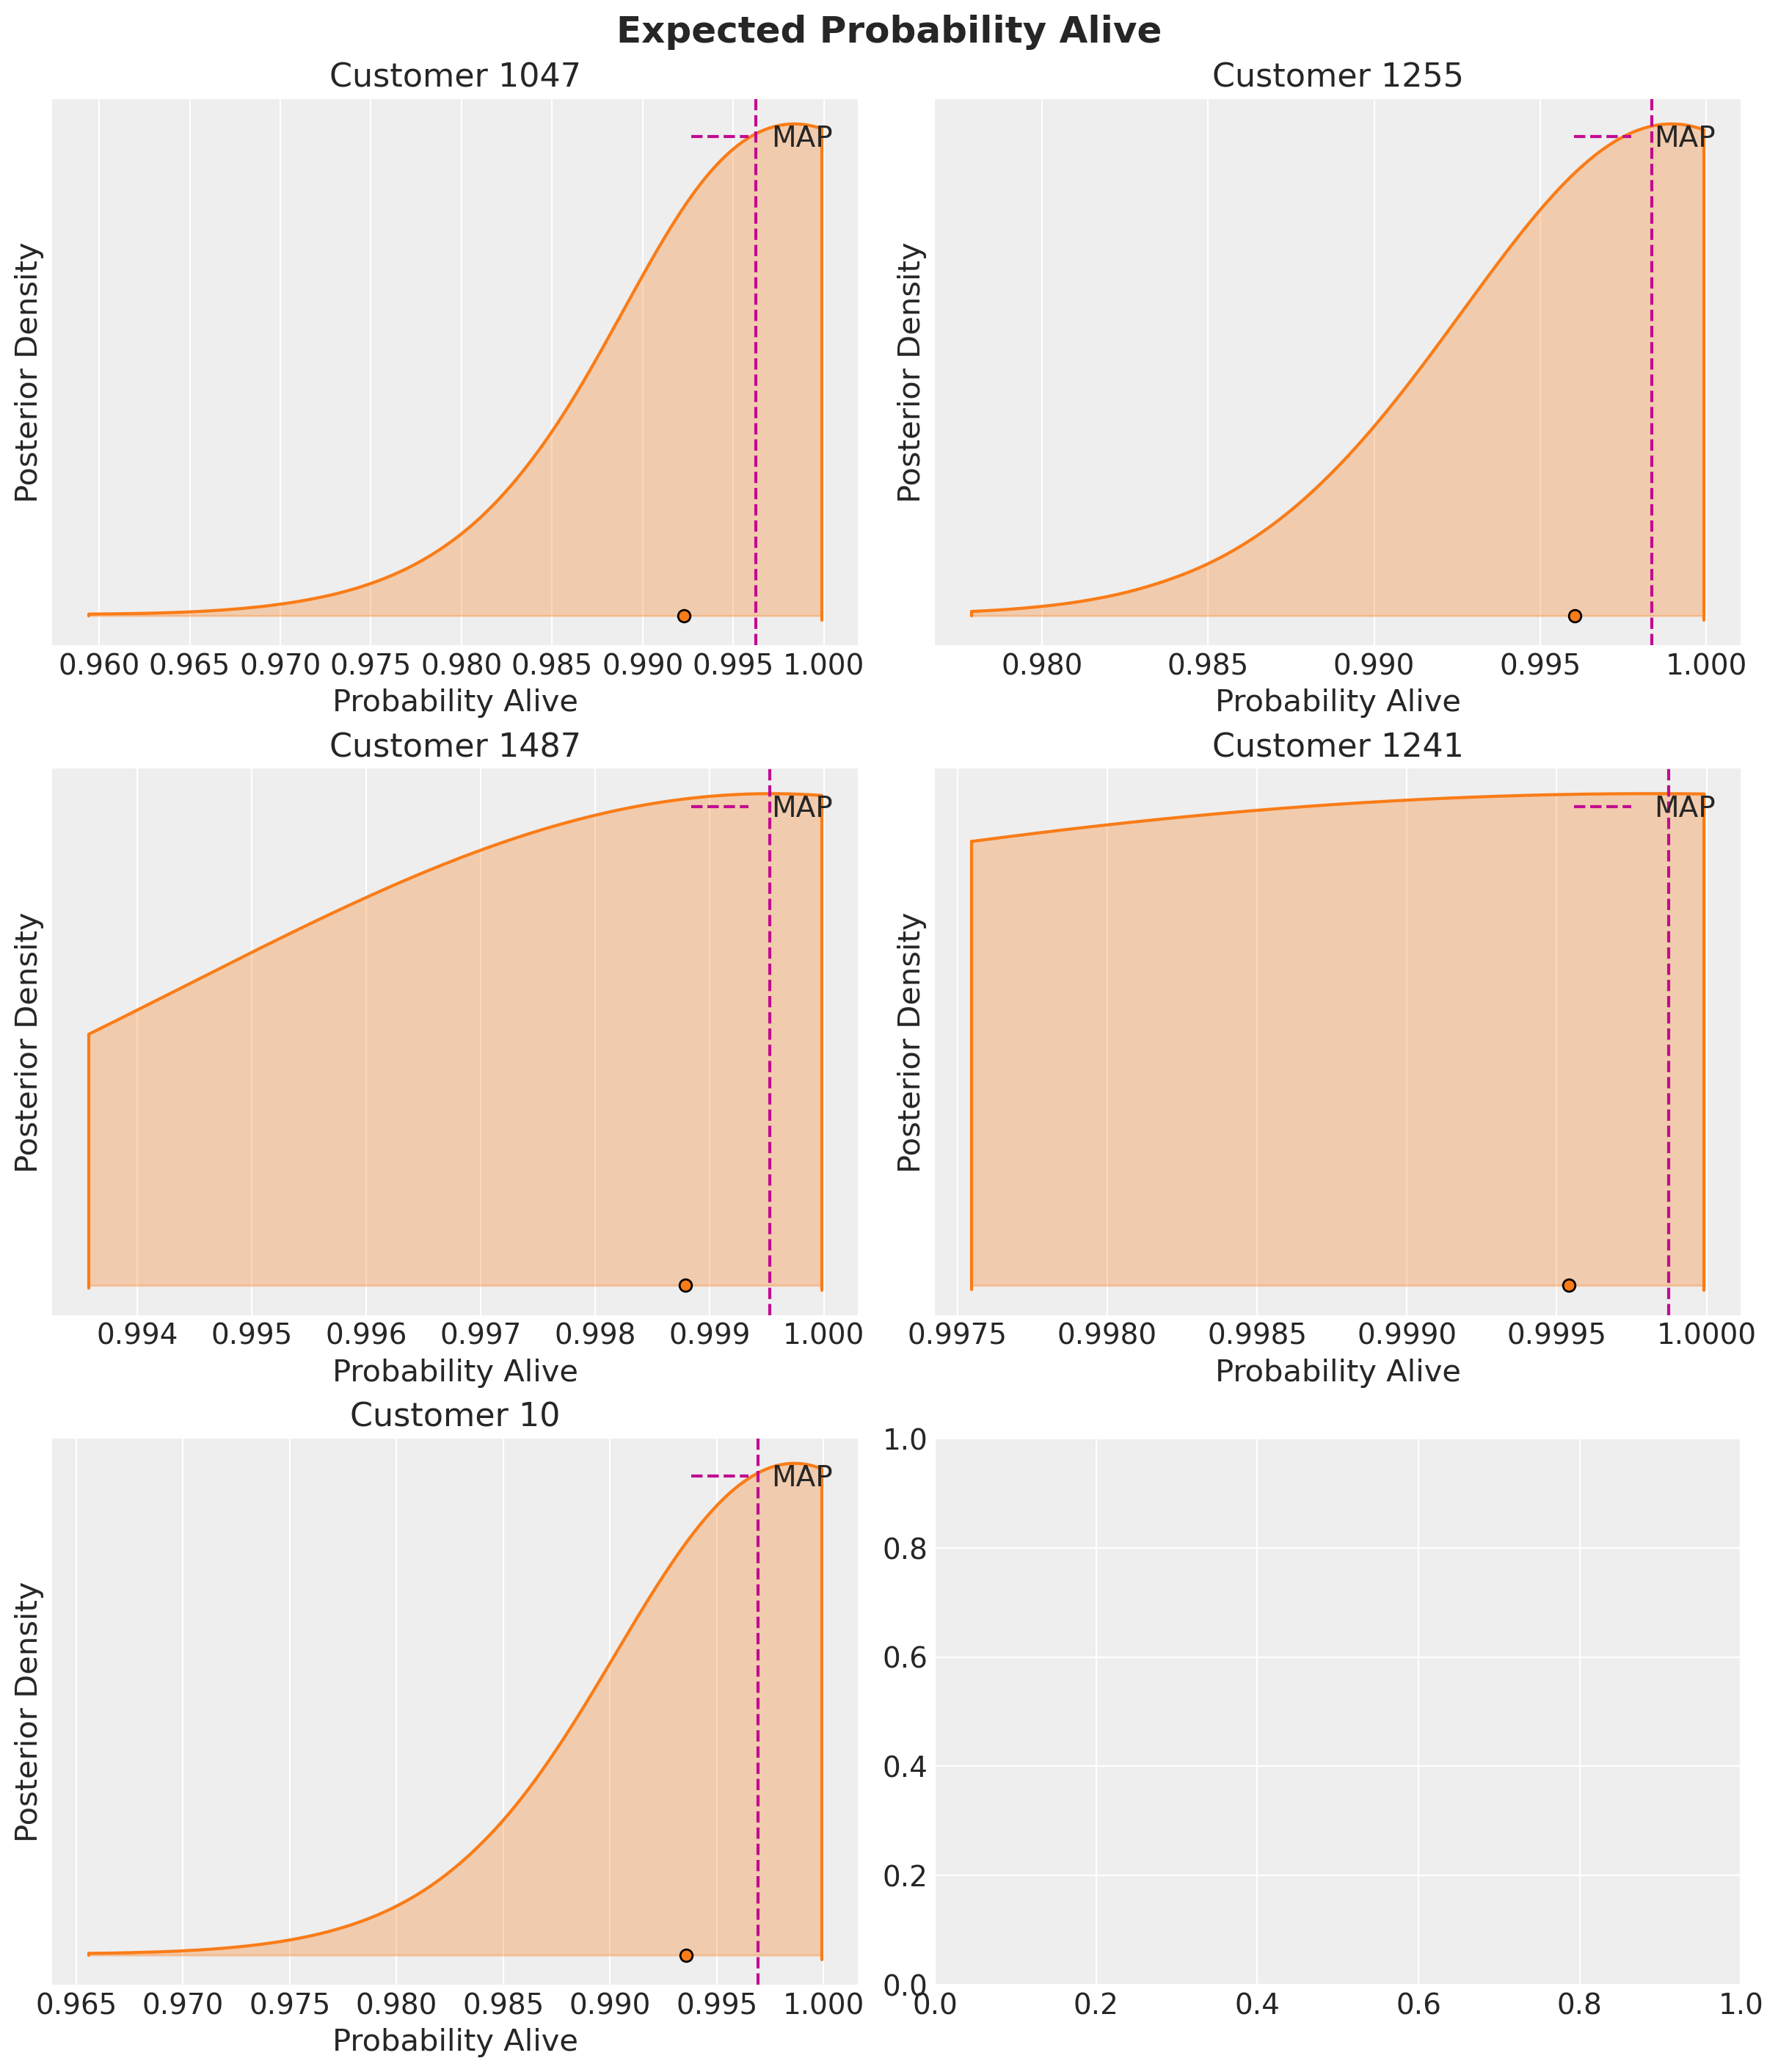 Expected Probability Alive
Customer 1047
MAP
Posterior Density
0.960 0.965 0.970 0.975 0.980 0.985 0.990 0.995 1.000
Probability Alive
Customer 1255
MAP
Posterior Density
0.980 0.985 0.990 0.995 1.000
Probability Alive
Customer 1487
MAP
Posterior Density
0.994 0.995 0.996 0.997 0.998 0.999 1.000
Probability Alive
Customer 1241
MAP
Posterior Density
0.9975 0.9980 0.9985 0.9990 0.9995 1.0000
Probability Alive
Customer 10
MAP
Posterior Density
0.965 0.970 0.975 0.980 0.985 0.990 0.995 1.000
Probability Alive
1.0
0.8
0.6
0.4
0.2
0.0
0.0 0.2 0.4 0.6 0.8 1.0